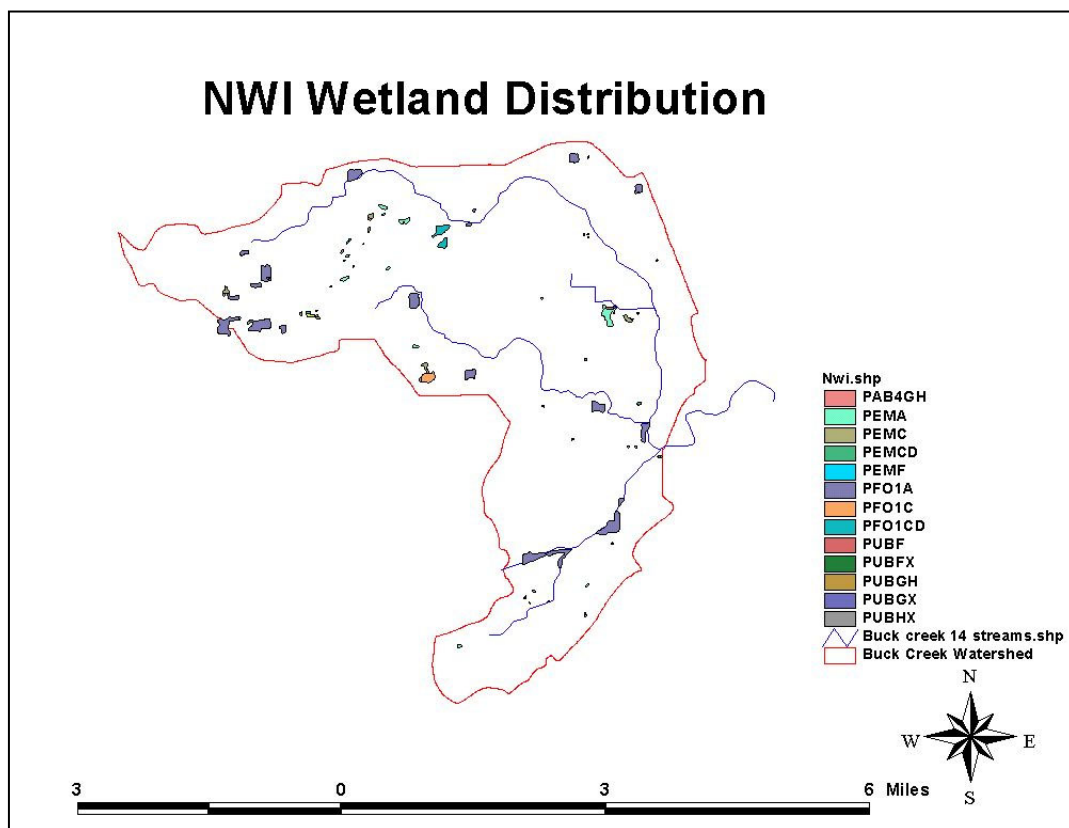 NWI Wetland Distribution
Nwi.shp
PAB4GH
PEMA
PEMC
PEMCD
PEMF
PFO1A
PFO1C
PFO1CD
PUBF
PUBFX
PUBGH
PUBGX
PUBHX
Buck creek 14 streams.shp
Buck Creek Watershed
N
W E
S
3 0 3 6 Miles